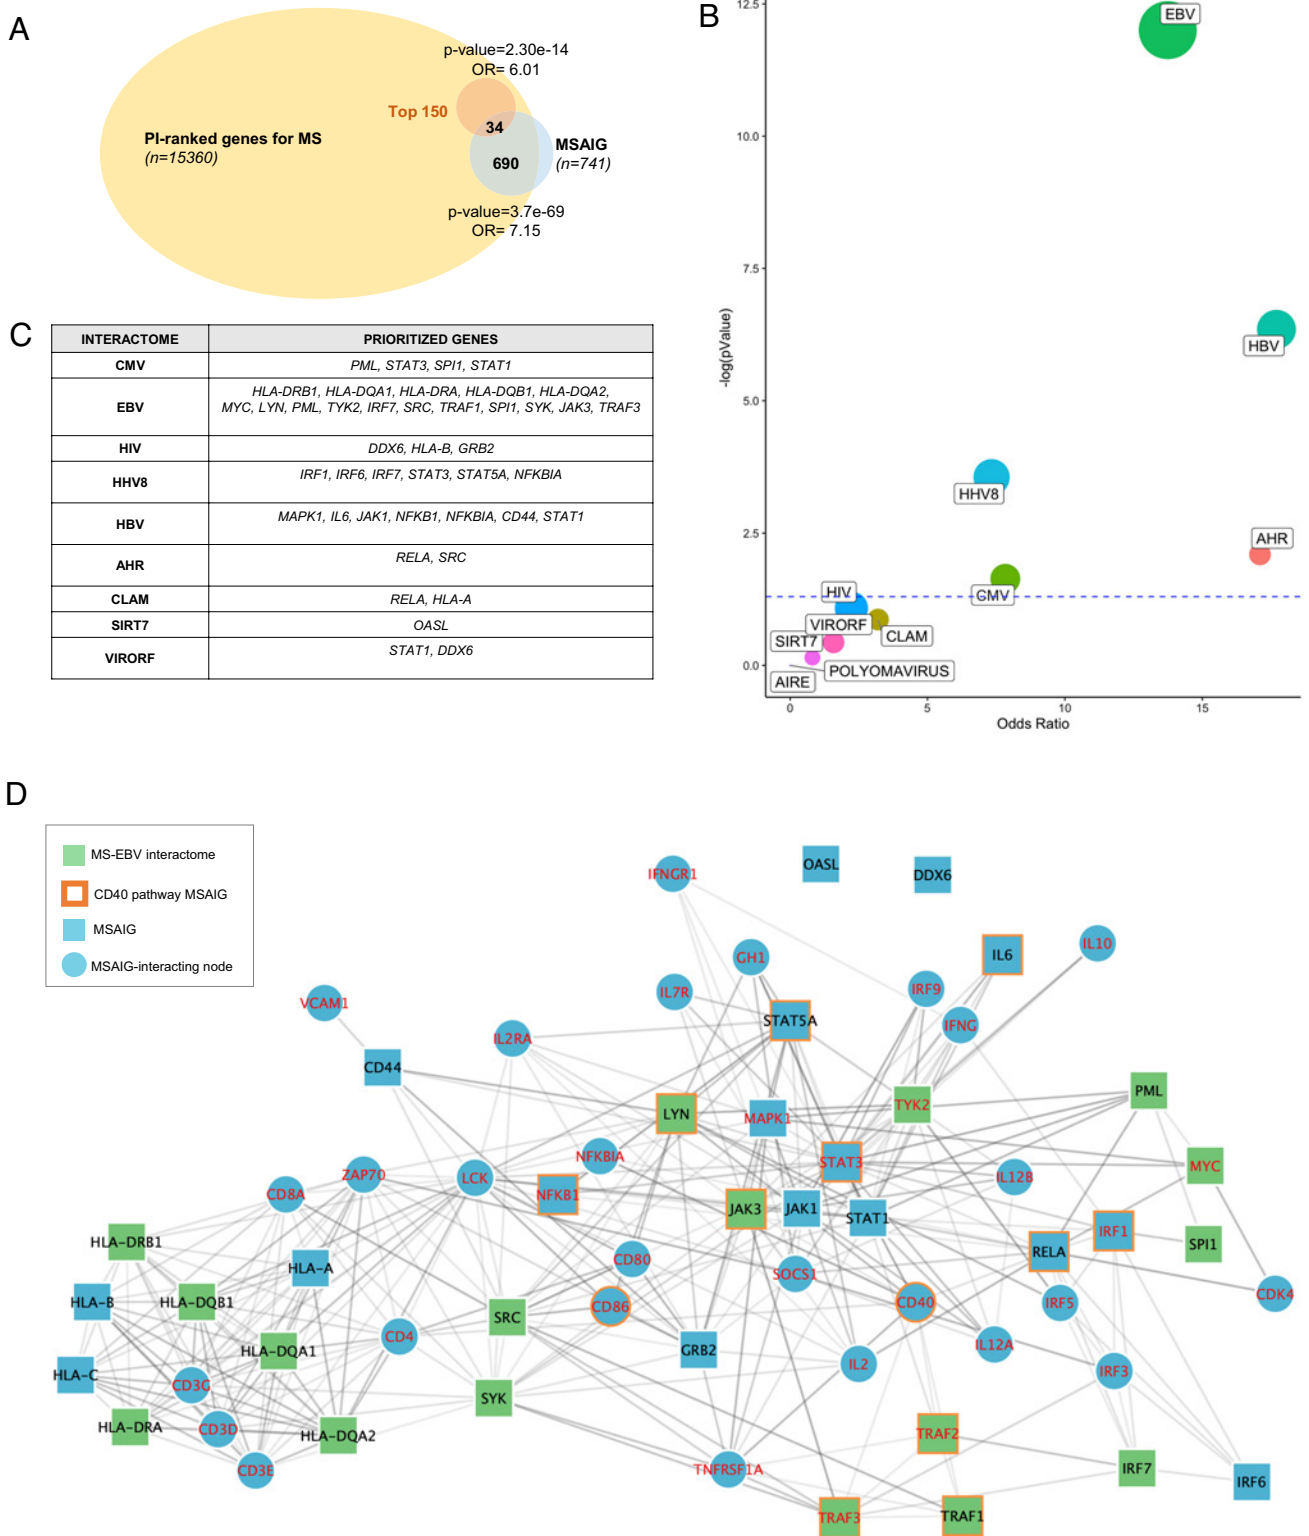 A
p-value=2.30e-14
OR= 6.01
Top 150
34
PI-ranked genes for MS
(n=15360)
MSAIG
(n=741)
690
p-value=3.7e-69
OR= 7.15
B
12.5
10.0
7.5
5.0
2.5
0.0
-log(pValue)
EBV
HBV
HHV8
AHR
CMV
HIV
VIRORF
CLAM
SIRT7
POLYOMAVIRUS
AIRE
0
5
10
15
Odds Ratio
C
INTERACTOME PRIORITIZED GENES
CMV PML, STAT3, SPI1, STAT1
EBV HLA-DRB1, HLA-DQA1, HLA-DRA, HLA-DQB1, HLA-DQA2,
MYC, LYN, PML, TYK2, IRF7, SRC, TRAF1, SPI1, SYK, JAK3, TRAF3
HIV DDX6, HLA-B, GRB2
HHV8 IRF1, IRF6, IRF7, STAT3, STAT5A, NFKBIA
HBV MAPK1, IL6, JAK1, NFKB1, NFKBIA, CD44, STAT1
AHR RELA, SRC
CLAM RELA, HLA-A
SIRT7 OASL
VIRORF STAT1, DDX6
D
MS-EBV interactome
CD40 pathway MSAIG
MSAIG
MSAIG-interacting node
IFNGR1
OASL
DDX6
GH1
IL6
IL10
IL7R
IRF9
VCAM1
STAT5A
IFNG
IL2RA
CD44
PML
LYN
MAPK1
TYK2
NFKBIA
STAT3
MYC
ZAP70
LCK
IL12B
CD8A
NFKB1
JAK3
JAK1
STAT1
IRF1
HLA-DRB1
RELA
SPI1
HLA-A
CD80
SOCS1
CDK4
HLA-B
HLA-DQB1
CD86
CD40
IRF5
SRC
CD4
HLA-DQA1
GRB2
IL12A
IL2
HLA-C
CD3G
IRF3
SYK
HLA-DRA
CD3D
HLA-DQA2
TRAF2
CD3E
TNFRSF1A
IRF7
IRF6
TRAF3
TRAF1